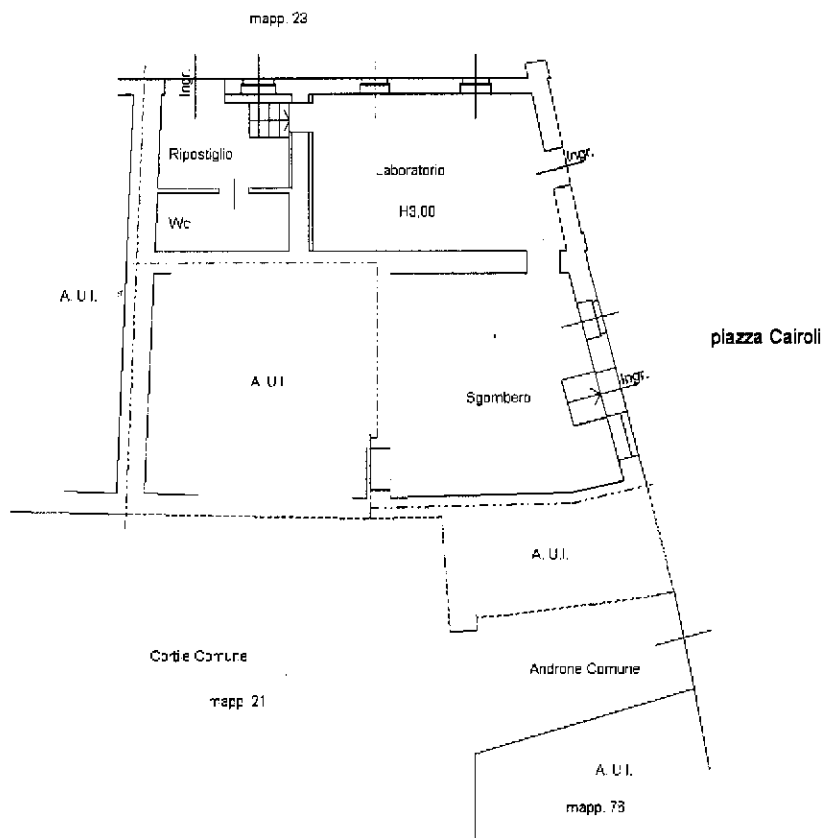 mapp. 23
Ingr.
Ripostiglio
Laboratorio
Ingr.
H3,00
Wc
A. U.I.
piazza Cairoli
A. U.I.
Ingr.
Sgombero
A. U.I.
Cortile Comune
Androne Comune
mapp. 21
A. U.I.
mapp. 78